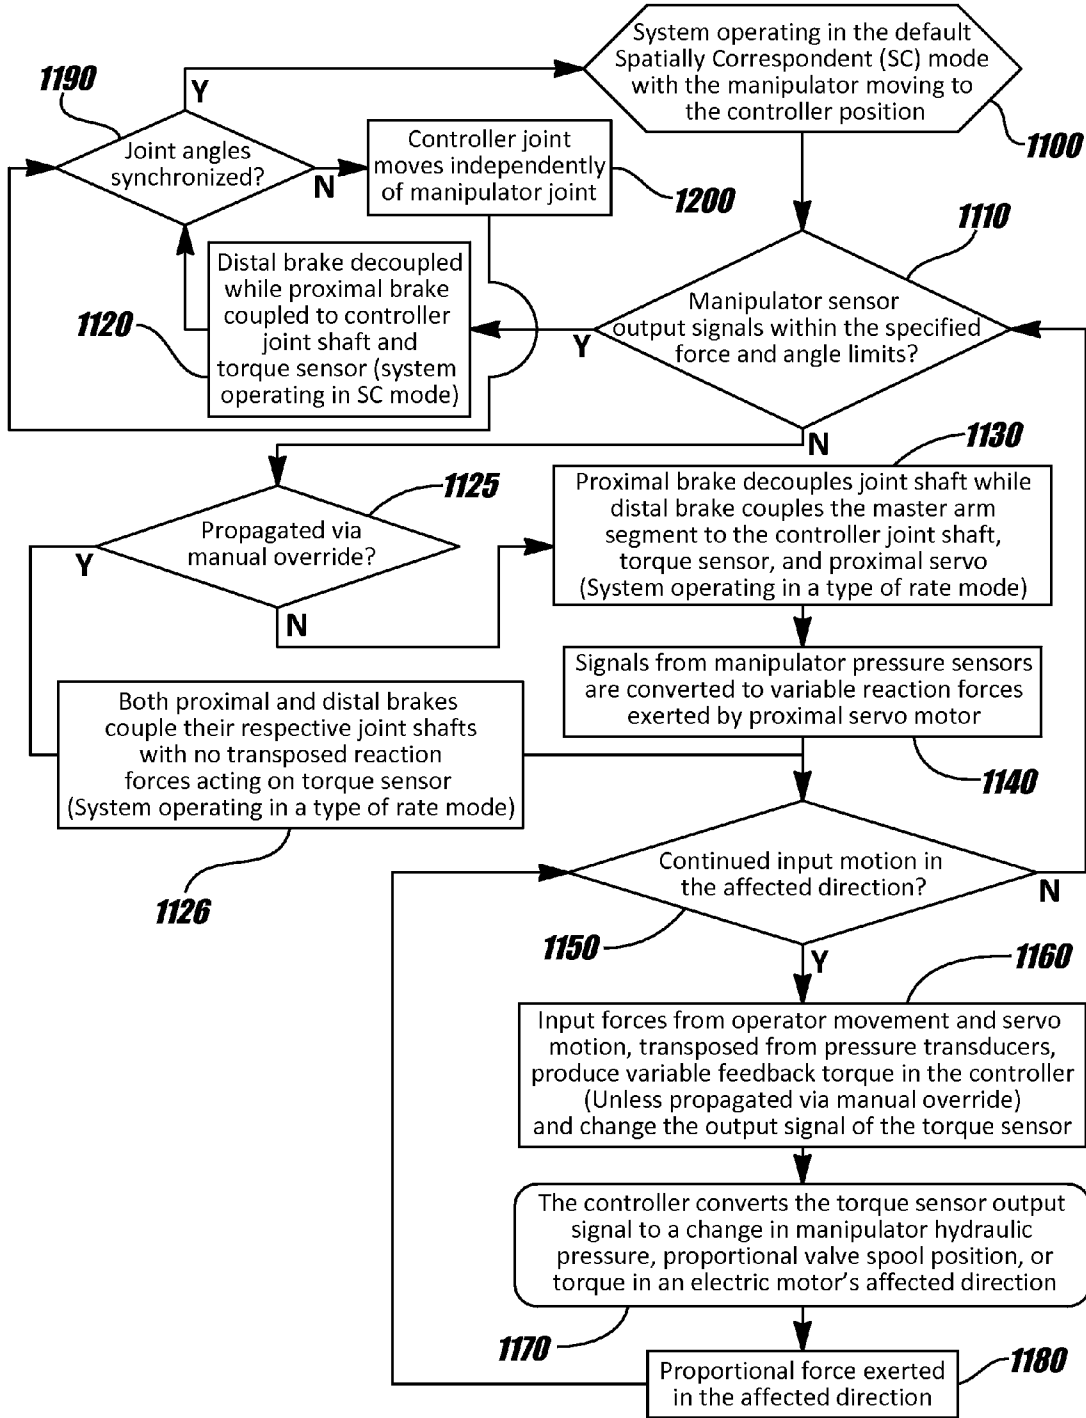 System operating in the default
Spatially Correspondent (SC) mode
with the manipulator moving to
the controller position
1100
1190
Y
Joint angles
synchronized?
N
Controller joint
moves independently
of manipulator joint
1200
1110
Manipulator sensor
output signals within the specified
force and angle limits?
Y
N
Distal brake decoupled
while proximal brake
coupled to controller
joint shaft and
torque sensor (system
operating in SC mode)
1120
1125
Propagated via
manual override?
Y
N
1130
Proximal brake decouples joint shaft while
distal brake couples the master arm
segment to the controller joint shaft,
torque sensor, and proximal servo
(System operating in a type of rate mode)
Signals from manipulator pressure sensors
are converted to variable reaction forces
exerted by proximal servo motor
1140
Both proximal and distal brakes
couple their respective joint shafts
with no transposed reaction
forces acting on torque sensor
(System operating in a type of rate mode)
1126
Continued input motion in
the affected direction?
N
1150
Y
1160
Input forces from operator movement and servo
motion, transposed from pressure transducers,
produce variable feedback torque in the controller
(Unless propagated via manual override)
and change the output signal of the torque sensor
The controller converts the torque sensor output
signal to a change in manipulator hydraulic
pressure, proportional valve spool position, or
torque in an electric motor's affected direction
1170
1180
Proportional force exerted
in the affected direction